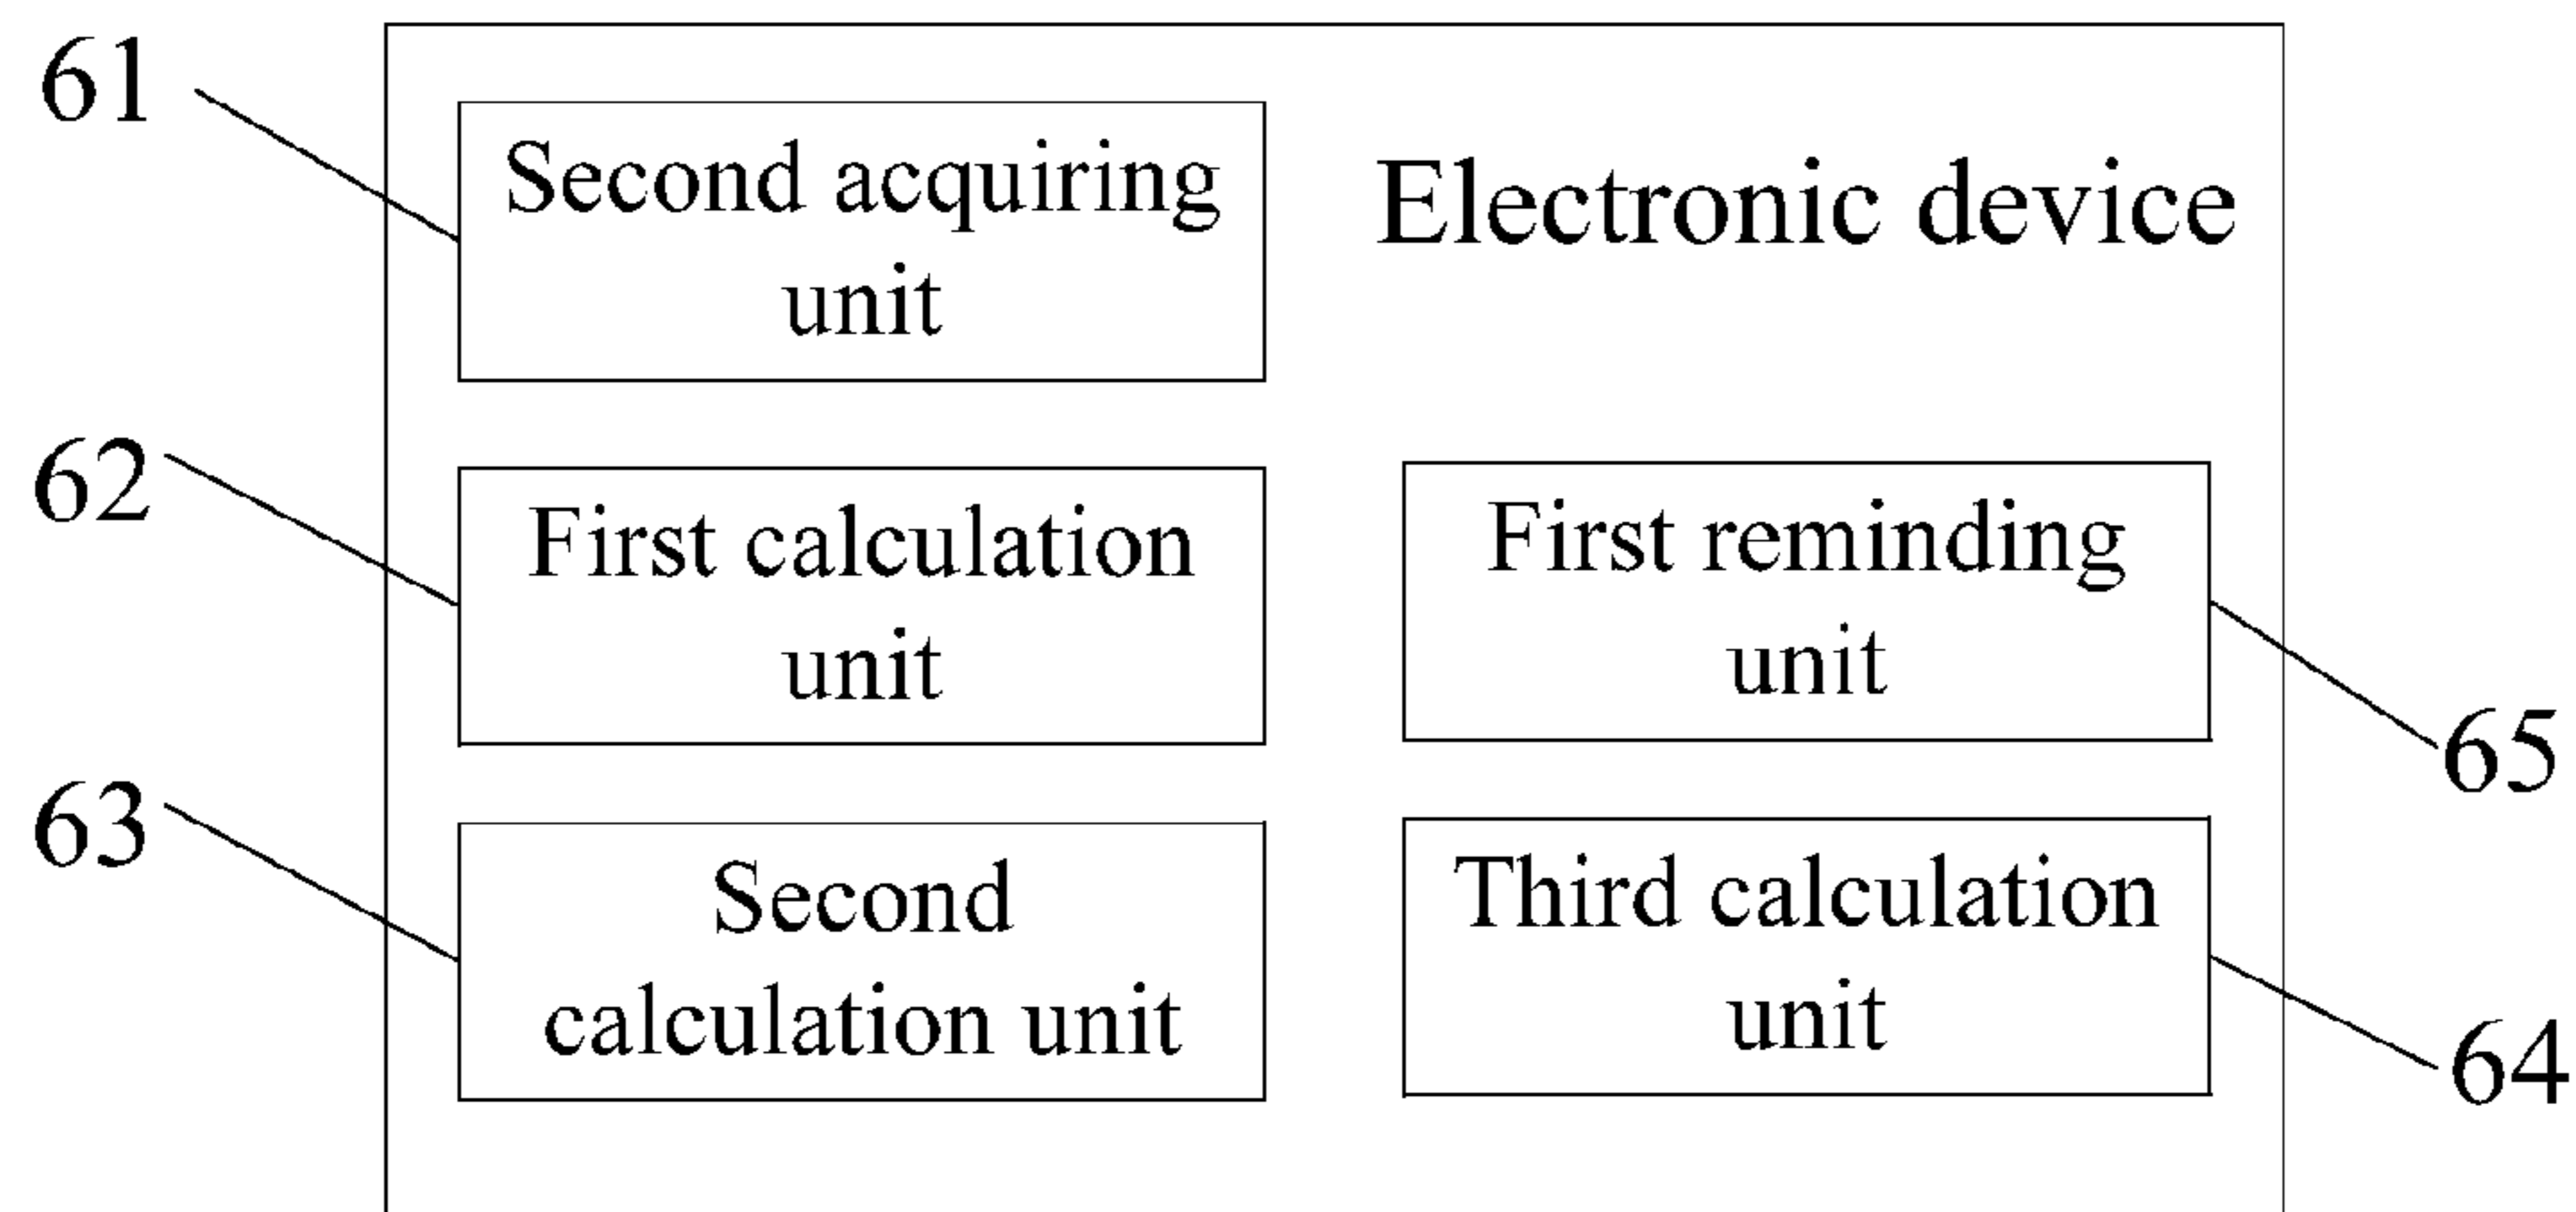 61
Second acquiring
unit
Electronic device
62
First calculation
unit
First reminding
unit
65
63
Second
calculation unit
Third calculation
unit
64